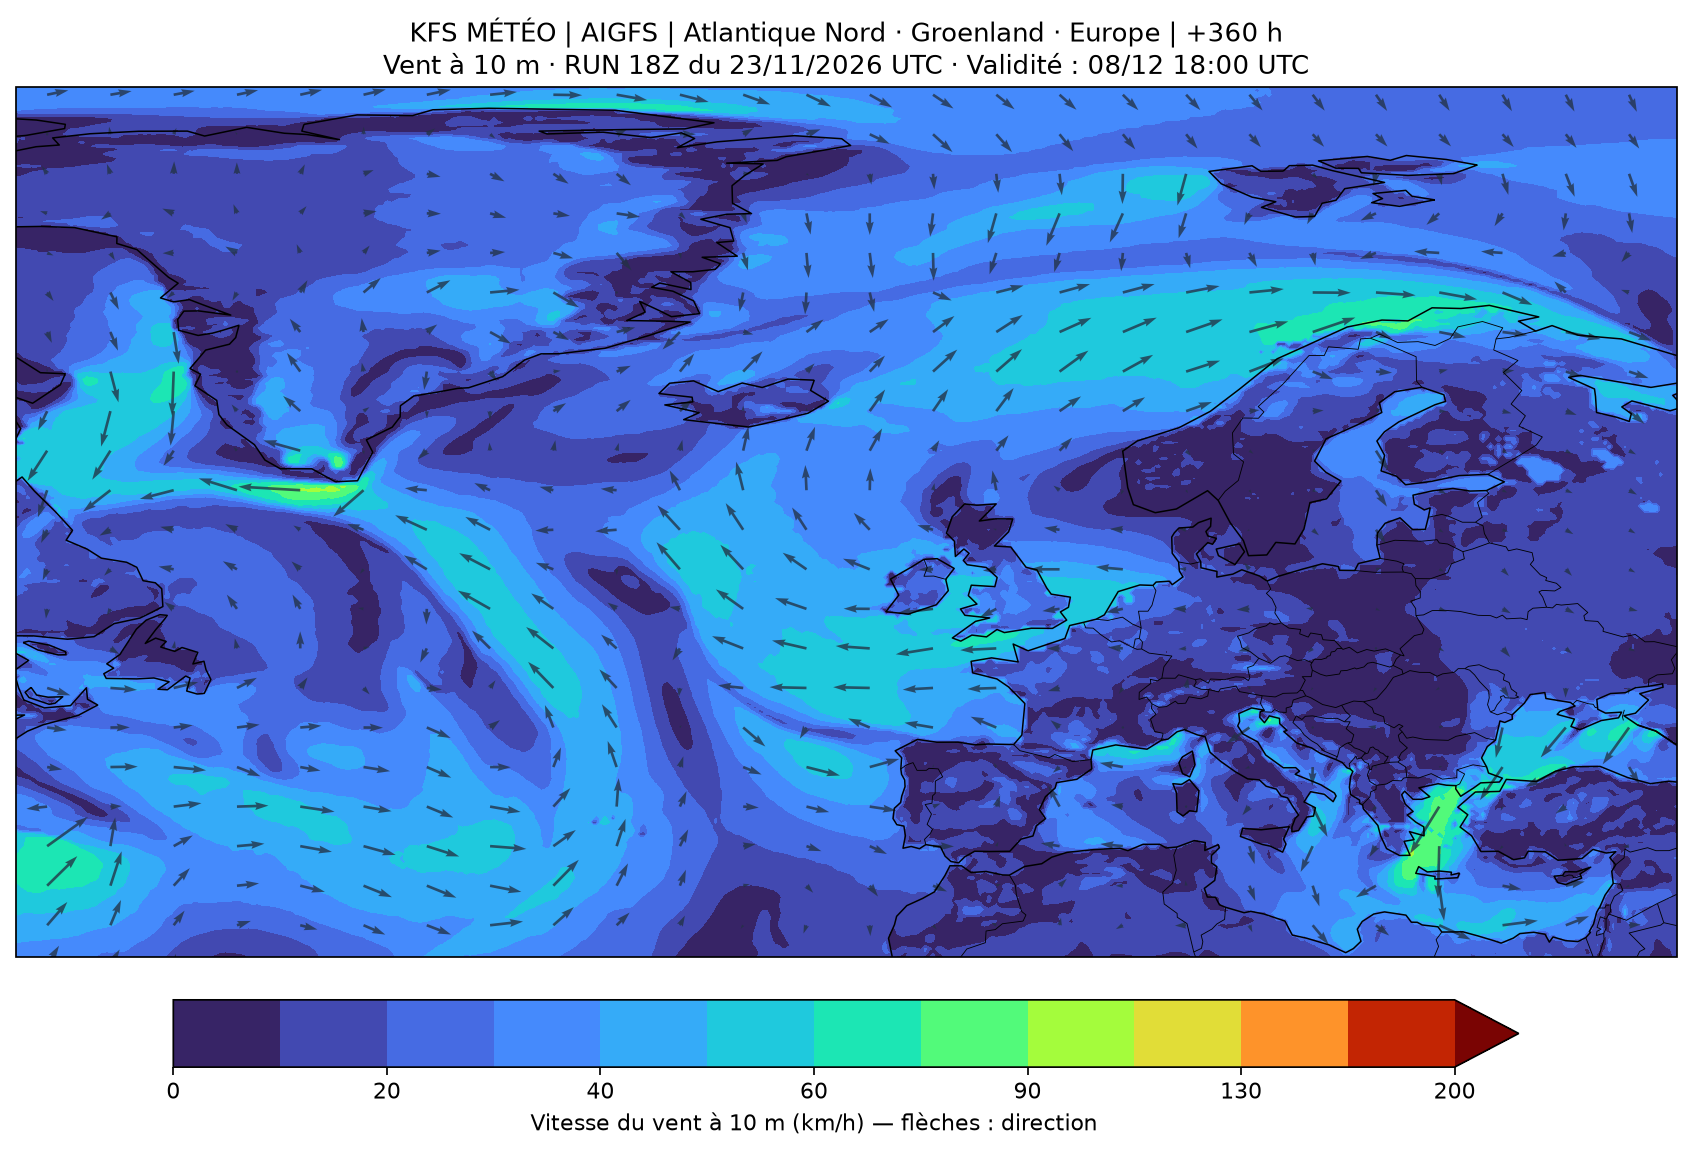 KFS MÉTÉO | AIGFS | Atlantique Nord · Groenland · Europe | +360 h
Vent à 10 m · RUN 18Z du 23/11/2026 UTC · Validité : 08/12 18:00 UTC
0 20 40 60 90 130 200
Vitesse du vent à 10 m (km/h) — flèches : direction